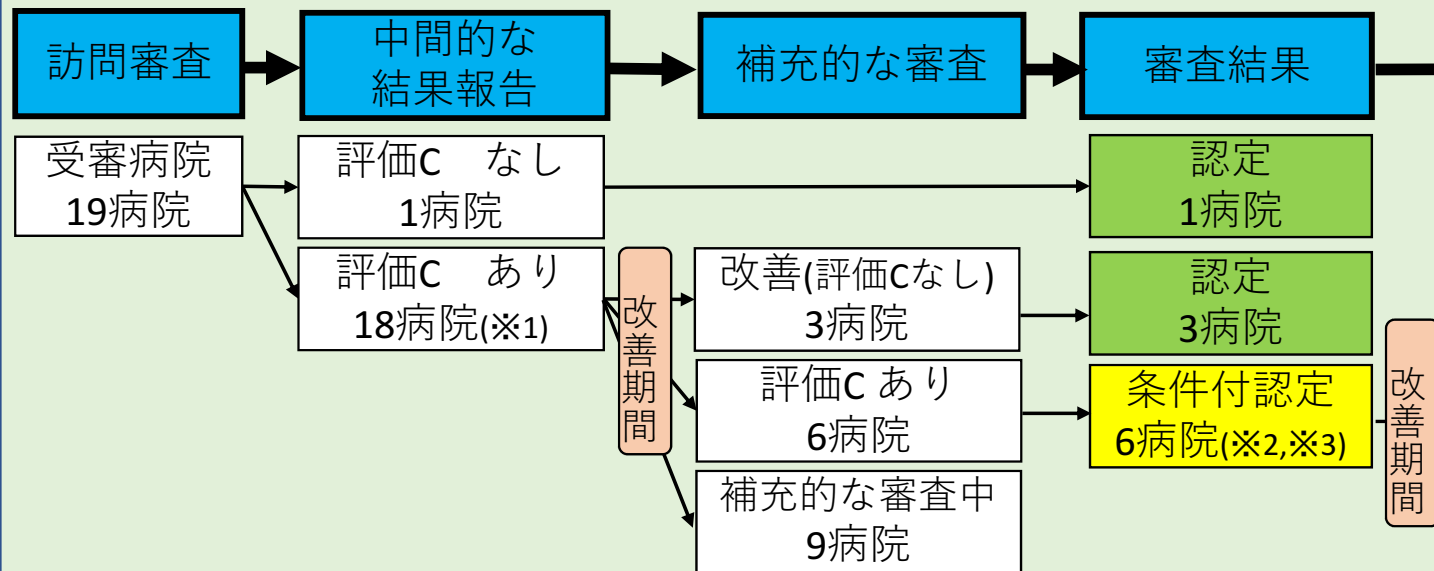 訪問審査
中間的な
結果報告
補充的な審査
審査結果
受審病院
19病院
評価C　なし
1病院
認定
1病院
評価C　あり
18病院(※1)
改善期間
改善(評価Cなし)
3病院
認定
3病院
評価C あり
6病院
条件付認定
6病院(※2,※3)
改善期間
補充的な審査中
9病院